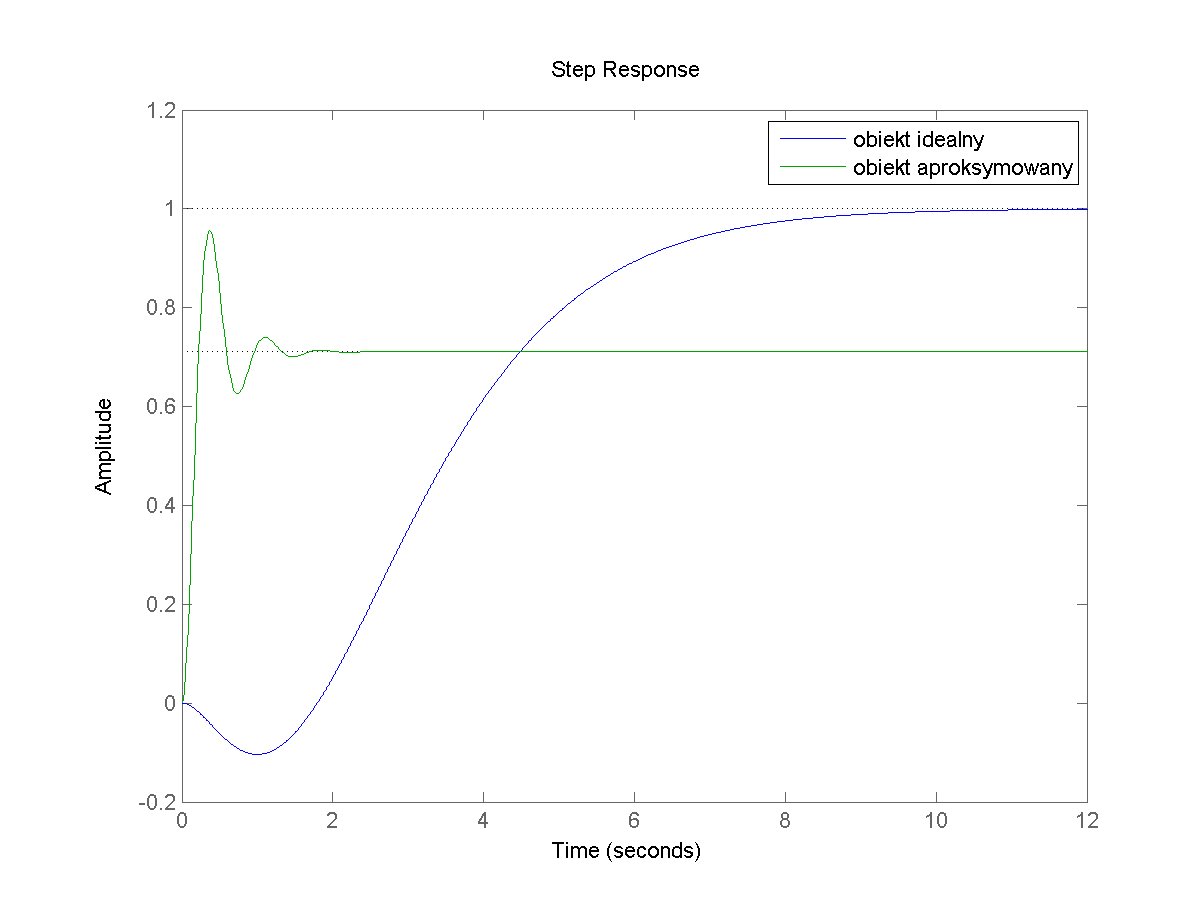 Step Response
1.2
1
0.8
0.6
0.4
0.2
0
-0.2
Amplitude
obiekt idealny
obiekt aproksymowany
0 2 4 6 8 10 12
Time (seconds)